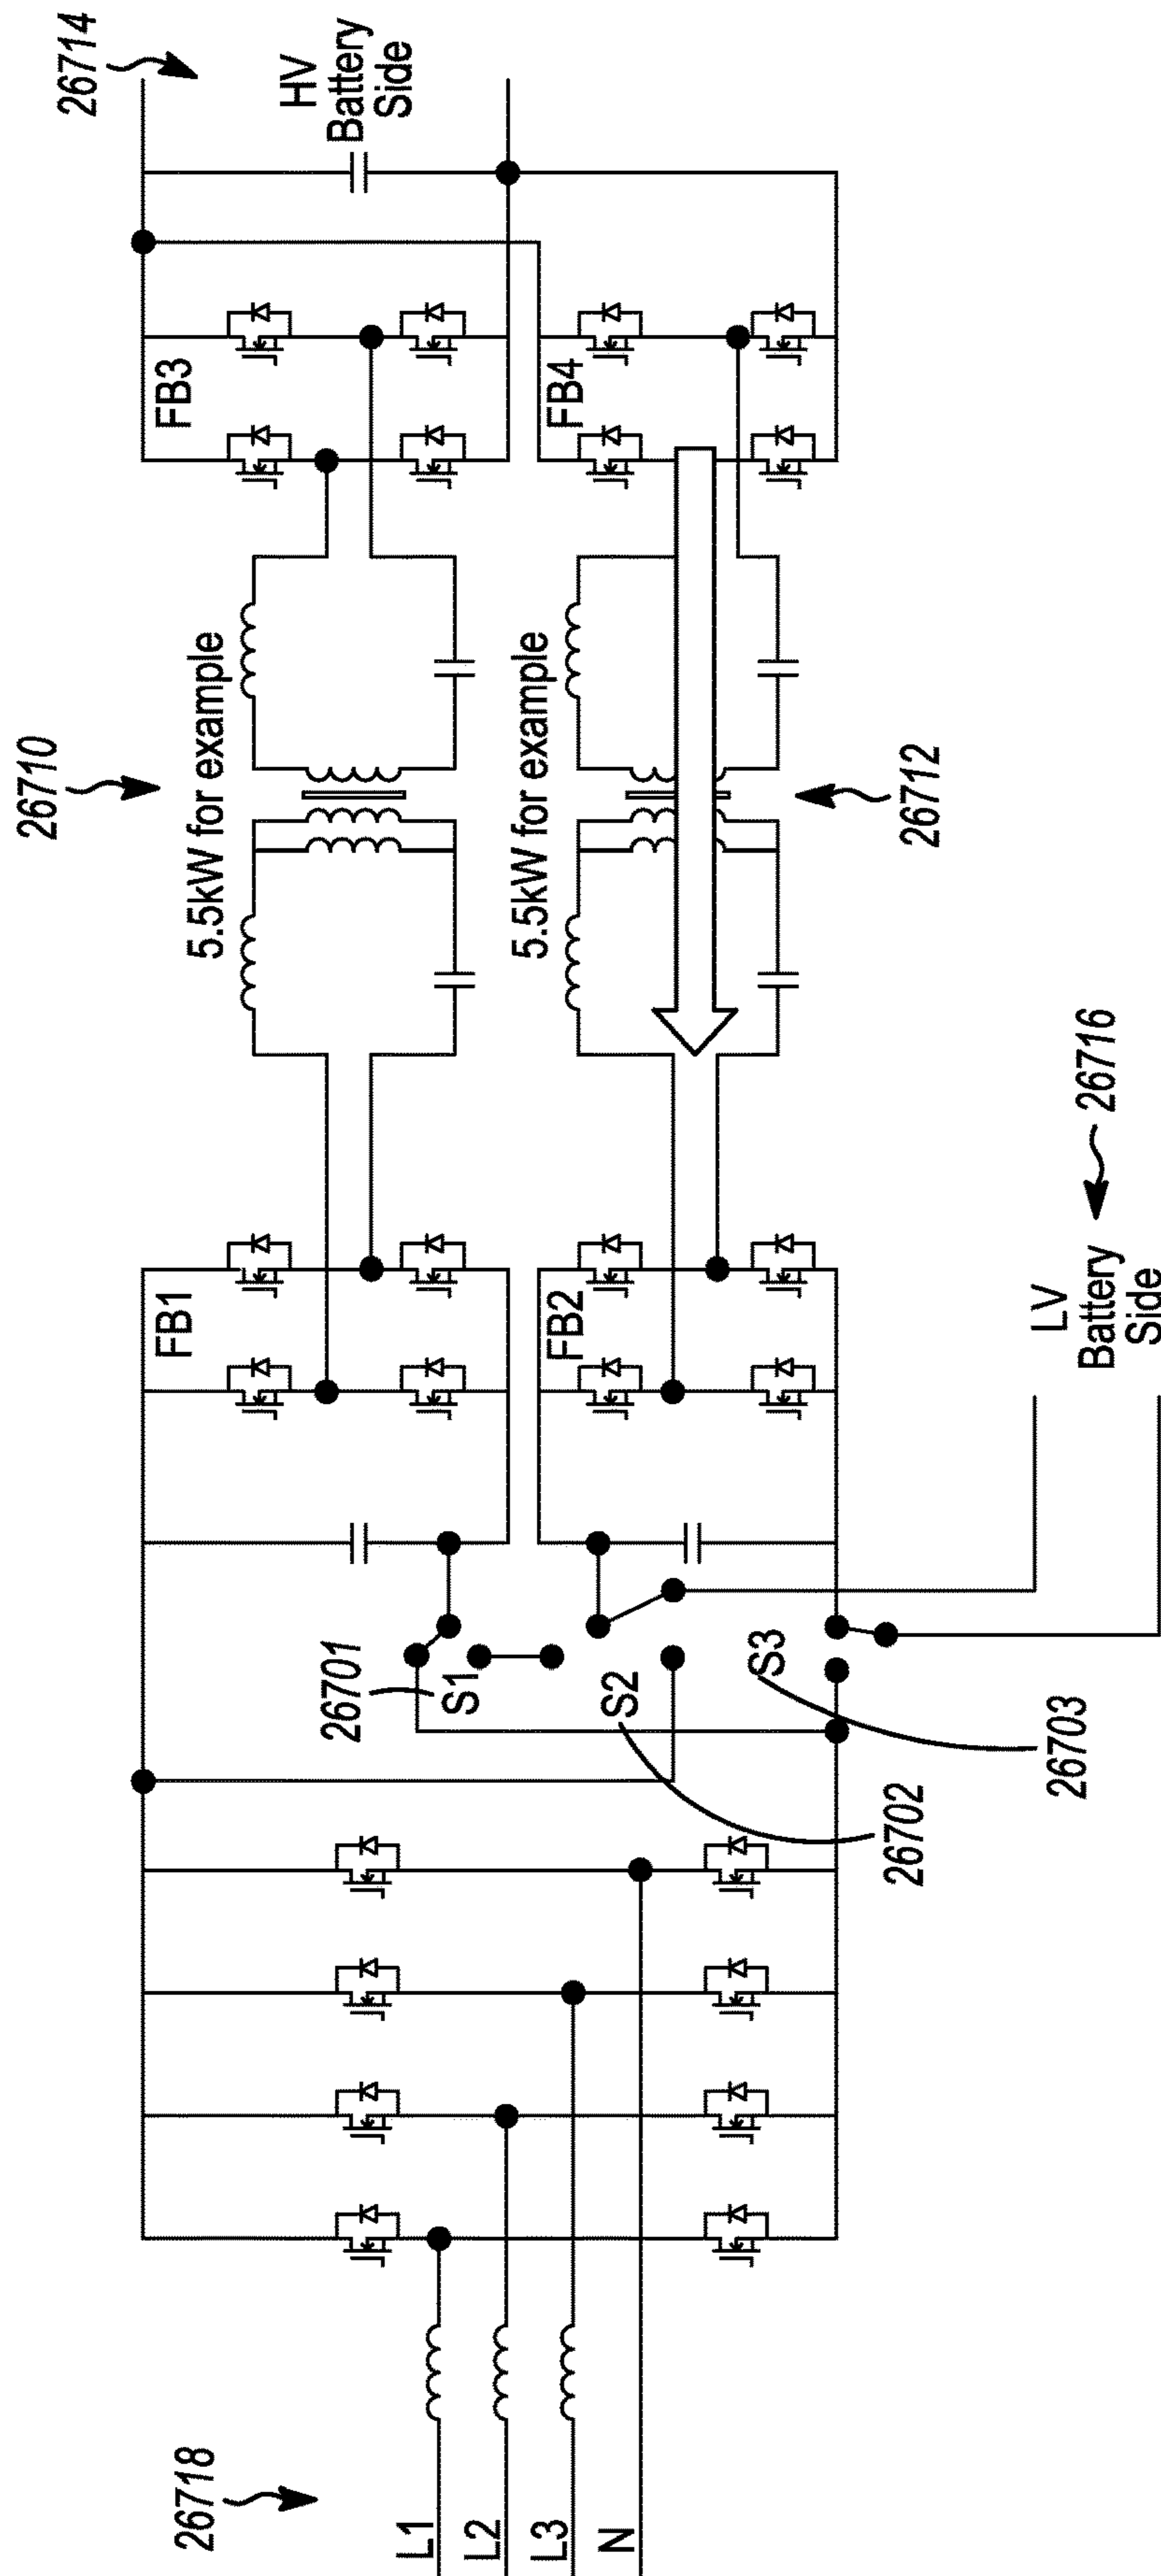 26714
HV
Battery
Side
FB3
FB4
26710
5.5kW for example
5.5kW for example
26712
FB1
FB2
26716
LV
Battery
Side
26701
S1
S2
S3
26702
26703
26718
L1
L2
L3
N